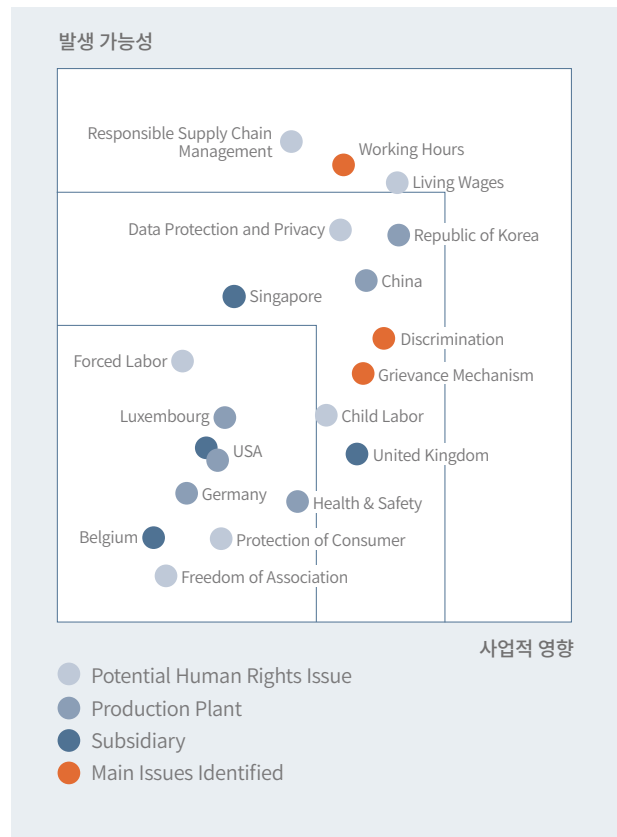 발생 가능성
Responsible Supply Chain
Management
Working Hours
Living Wages
Data Protection and Privacy
Republic of Korea
China
Singapore
Discrimination
Forced Labor
Grievance Mechanism
Luxembourg
Child Labor
USA
United Kingdom
Germany
Health & Safety
Belgium
Protection of Consumer
Freedom of Association
사업적 영향
Potential Human Rights Issue
Production Plant
Subsidiary
Main Issues Identified